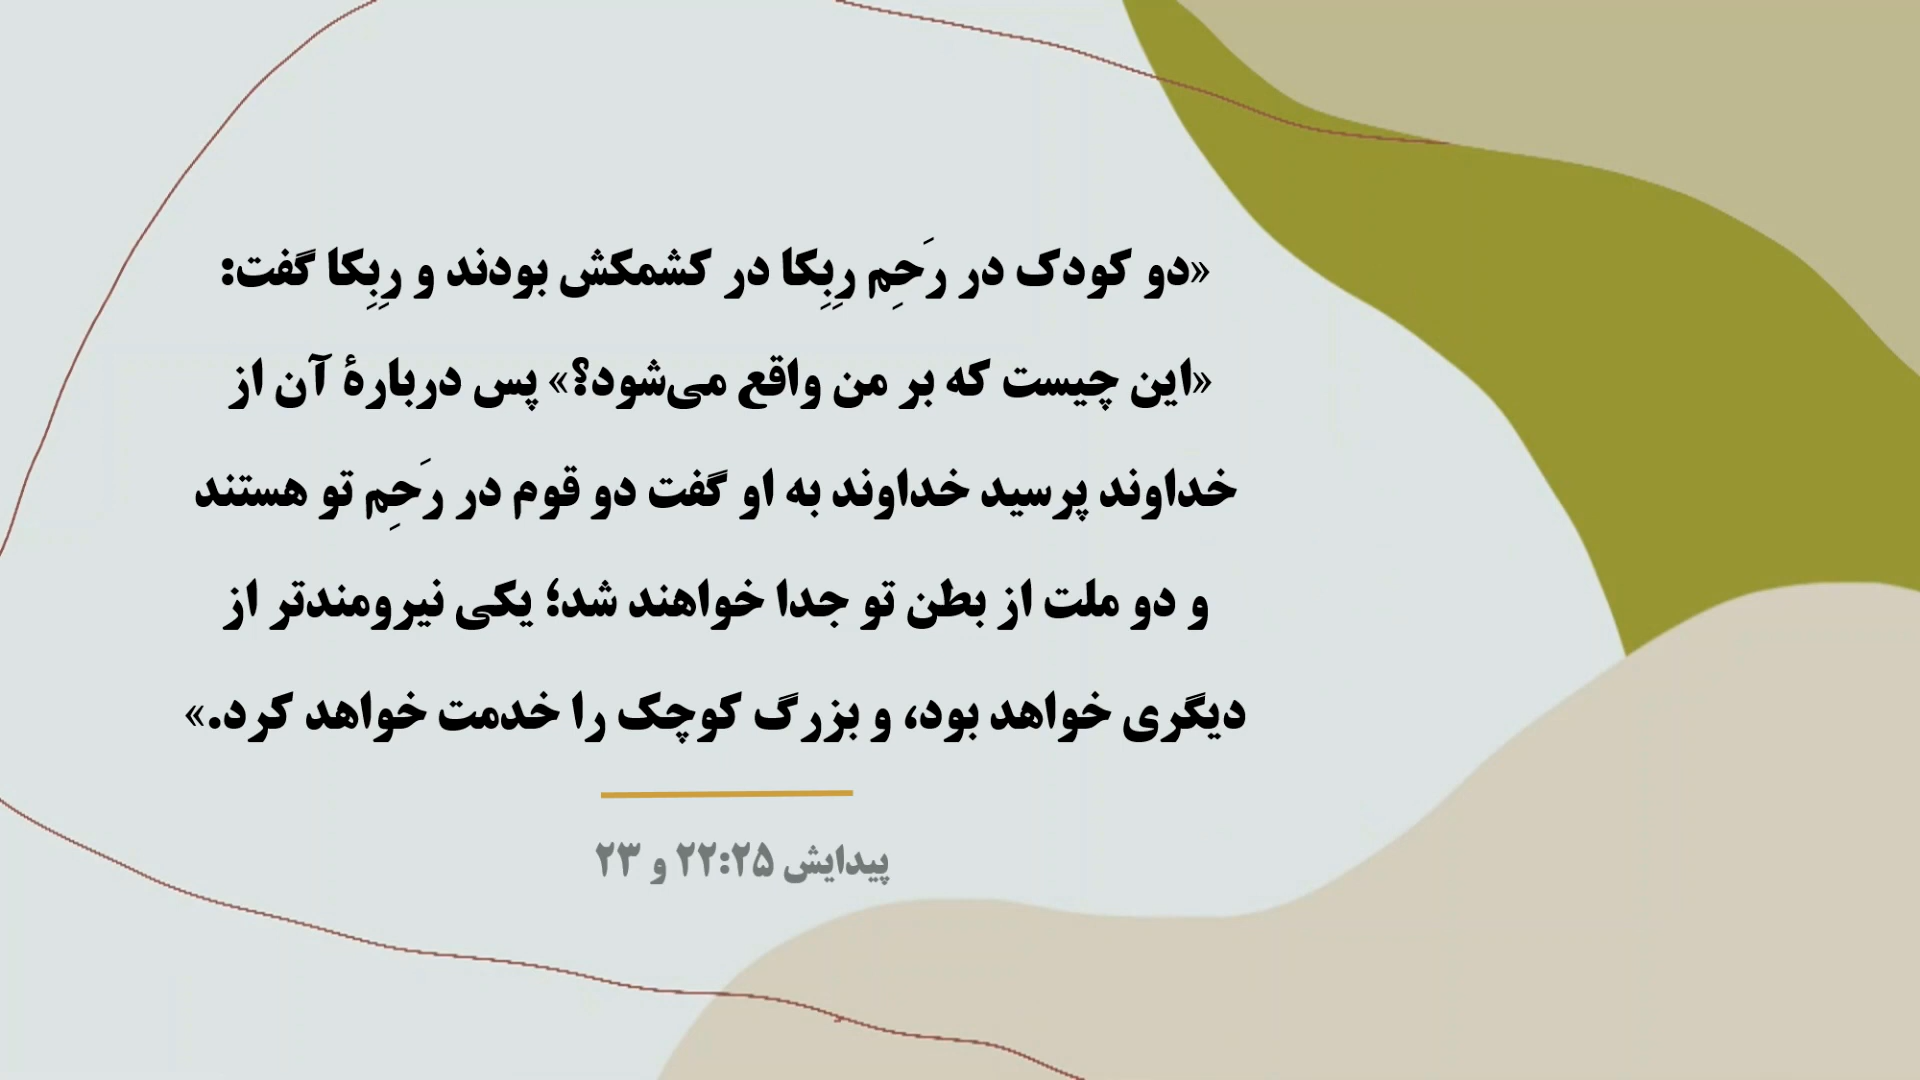 «دو کودک در رَحِم رِبِکا در کشمکش بودند و رِبِکا گفت:
«این چیست که بر من واقع می‌شود؟» پس دربارهٔ آن از
خداوند پرسید خداوند به او گفت دو قوم در رَحِم تو هستند
و دو ملت از بطن تو جدا خواهند شد؛ یکی نیرومندتر از
دیگری خواهد بود، و بزرگ کوچک را خدمت خواهد کرد.»
پیدایش ۲۲:۲۵ و ۲۳